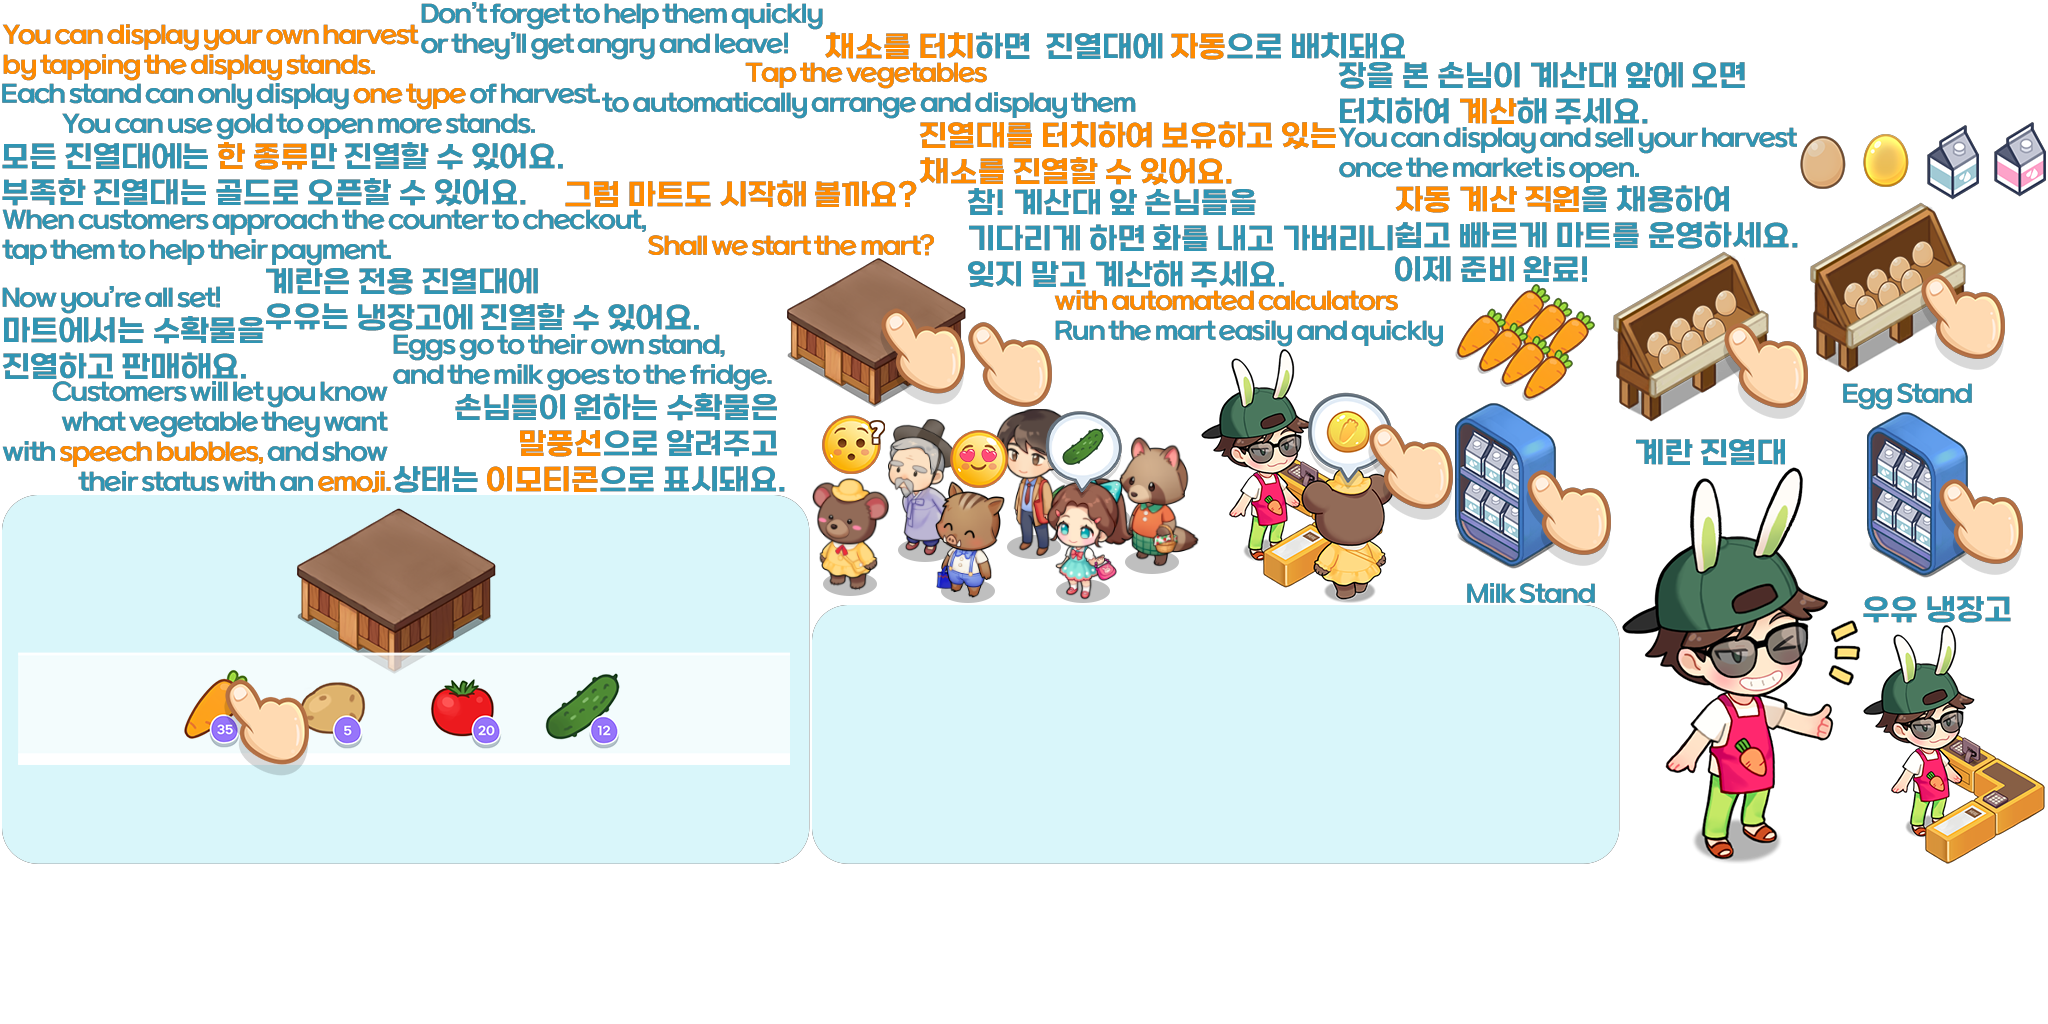 You can display your own harvest
by tapping the display stands.
Don't forget to help them quickly
or they'll get angry and leave!
채소를 터치하면 진열대에 자동으로 배치돼요
Tap the vegetables
to automatically arrange and display them
장을 본 손님이 계산대 앞에 오면
터치하여 계산해 주세요.
Each stand can only display one type of harvest.
You can use gold to open more stands.
진열대를 터치하여 보유하고 있는
채소를 진열할 수 있어요.
You can display and sell your harvest
once the market is open.
모든 진열대에는 한 종류만 진열할 수 있어요.
부족한 진열대는 골드로 오픈할 수 있어요.
그럼 마트도 시작해 볼까요?
참! 계산대 앞 손님들을
기다리게 하면 화를 내고 가버리니
잊지 말고 계산해 주세요.
자동 계산 직원을 채용하여
쉽고 빠르게 마트를 운영하세요.
이제 준비 완료!
When customers approach the counter to checkout,
tap them to help their payment.
Shall we start the mart?
계란은 전용 진열대에
우유는 냉장고에 진열할 수 있어요.
with automated calculators
Run the mart easily and quickly
Now you're all set!
마트에서는 수확물을
진열하고 판매해요.
Eggs go to their own stand,
and the milk goes to the fridge.
Customers will let you know
what vegetable they want
with speech bubbles, and show
their status with an emoji.
손님들이 원하는 수확물은
말풍선으로 알려주고
상태는 이모티콘으로 표시돼요.
Egg Stand
계란 진열대
Milk Stand
우유 냉장고
?
35
5
20
12